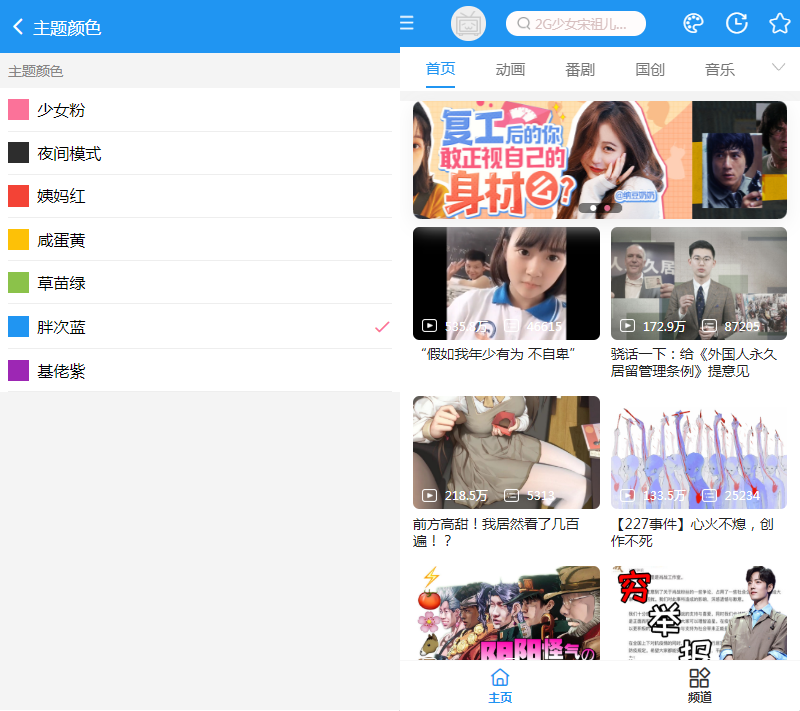 主题颜色
主题颜色
少女粉
夜间模式
姨妈红
咸蛋黄
草苗绿
胖次蓝
基佬紫
2G少女宋祖儿...
首页 动画 番剧 国创 音乐
复工后的你
敢正视自己的
身材么?
535.8万 46615
“假如我年少有为 不自卑”
172.9万 87205
骁话一下：给《外国人永久
居留管理条例》提意见
218.5万 5313
前方高甜！我居然看了几百
遍！？
133.5万 25234
【227事件】心火不熄，创
作不死
阴阳怪气の
穷
举
报
主页
频道